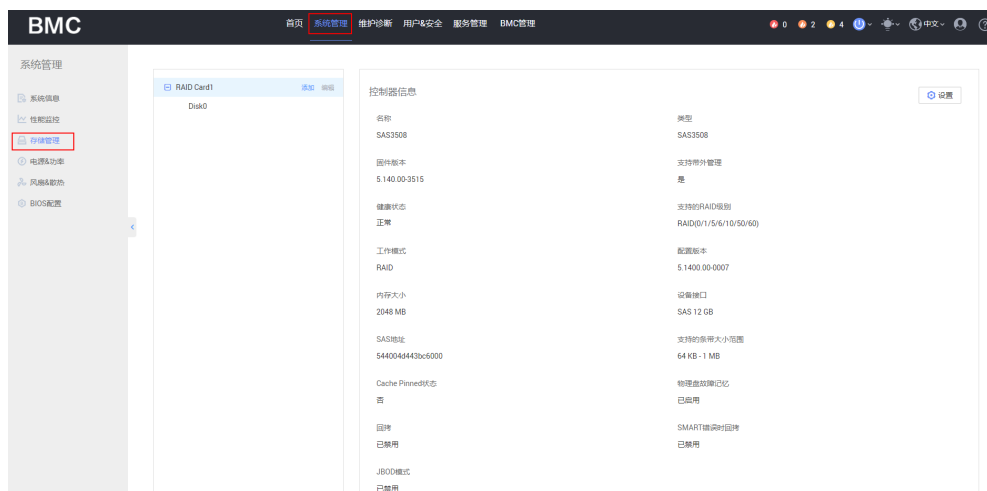 BMC
首页 系统管理 维护诊断 用户&安全 服务管理 BMC管理
0 2 4 中文
系统管理
系统信息
性能监控
存储管理
电源&功率
风扇&散热
BIOS配置
RAID Card1 添加 编辑
Disk0
控制器信息
设置
名称 类型
SAS3508 SAS3508
固件版本 支持带外管理
5.140.00-3515 是
健康状态 支持的RAID级别
正常 RAID(0/1/5/6/10/50/60)
工作模式 配置版本
RAID 5.1400.00-0007
内存大小 设备接口
2048 MB SAS 12 GB
SAS地址 支持的条带大小范围
544004d443bc6000 64 KB - 1 MB
Cache Pinned状态 物理盘故障记忆
否 已启用
回拷 SMART错误时回拷
已禁用 已禁用
JBOD模式
已禁用